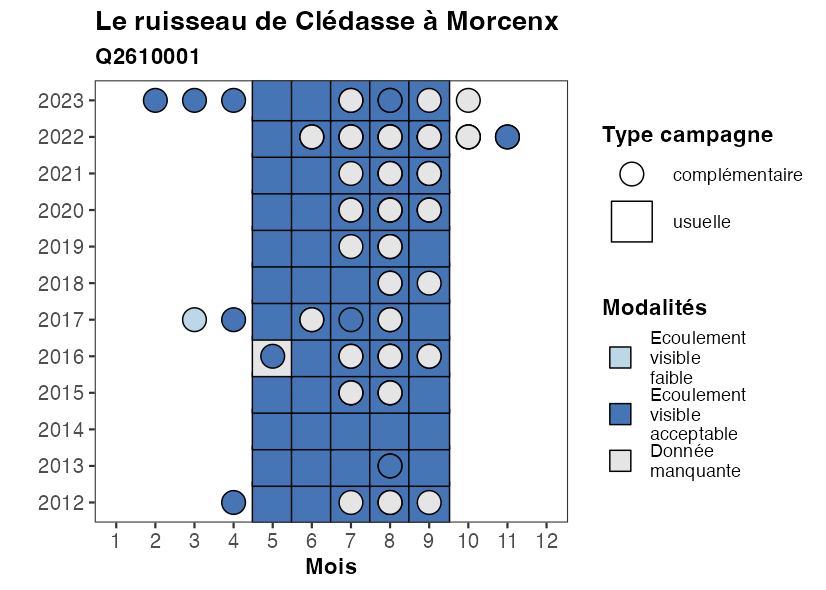 Le ruisseau de Clédasse à Morcenx
Q2610001
2023
2022
2021
2020
2019
2018
2017
2016
2015
2014
2013
2012
1 2 3 4 5 6 7 8 9 10 11 12
Mois
Type campagne
complémentaire
usuelle
Modalités
Ecoulement
visible
faible
Ecoulement
visible
acceptable
Donnée
manquante